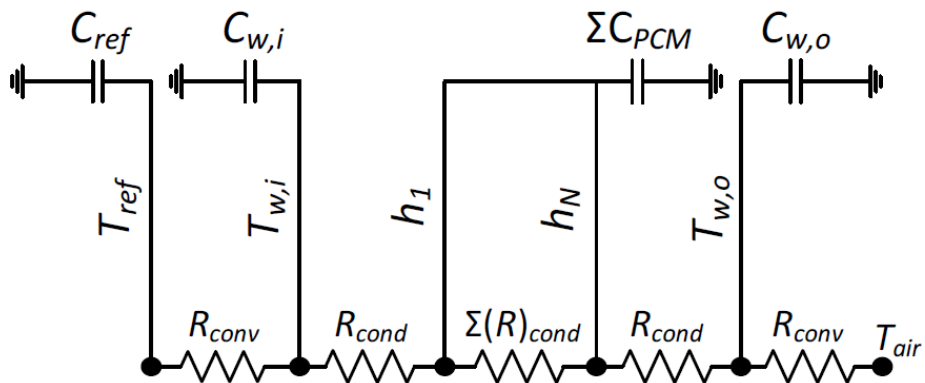 C_ref C_w,i ΣC_PCM C_w,o
T_ref T_w,i h_1 h_N T_w,o
R_conv R_cond Σ(R)_cond R_cond R_conv T_air